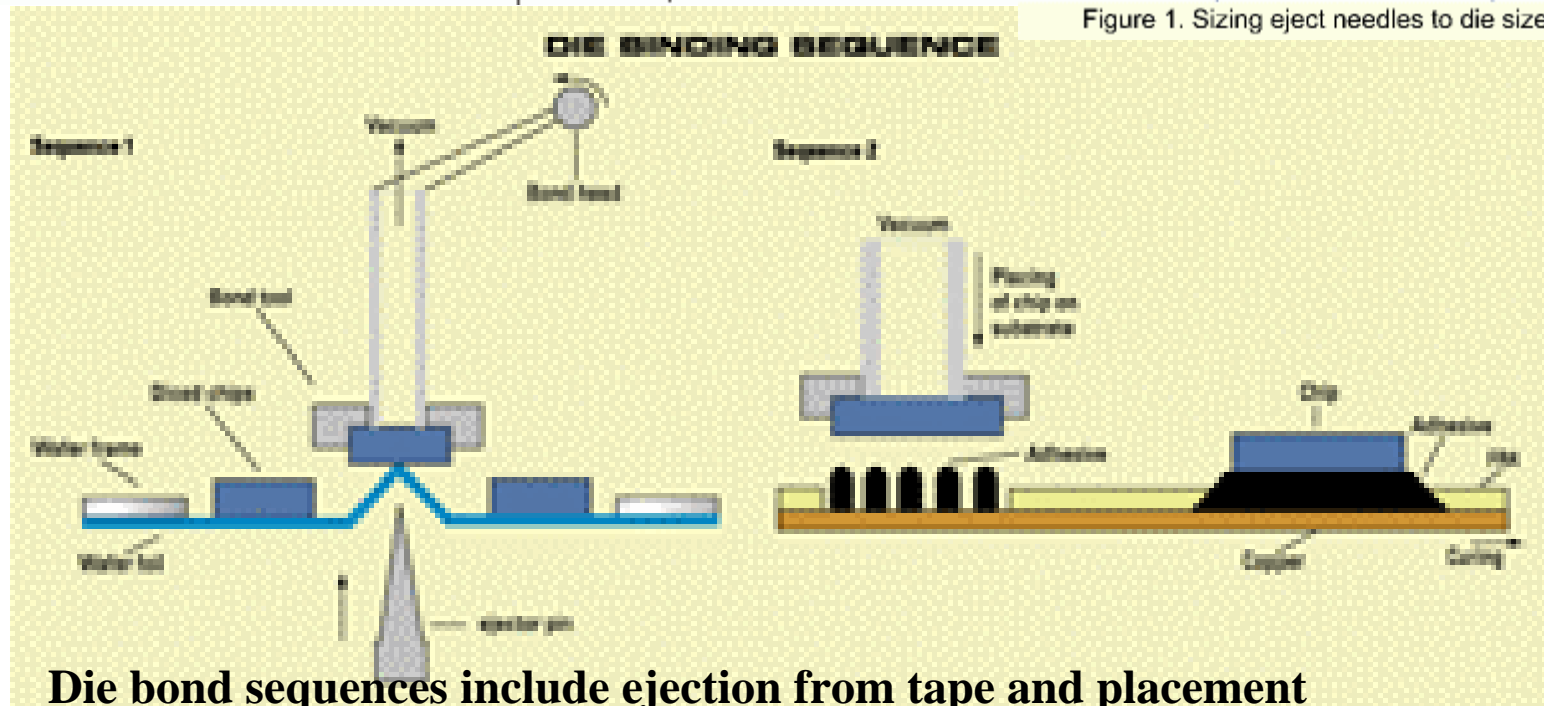 Figure 1. Sizing eject needles to die size
DIE BINDING SEQUENCE
Sequence 1
Vacuum
Bond head
Bond tool
Diced chips
Wafer frame
Wafer foil
ejector pin
Sequence 2
Vacuum
Placing
of chip on
substrate
Adhesive
Chip
Adhesive
Copper
Curing
Die bond sequences include ejection from tape and placement